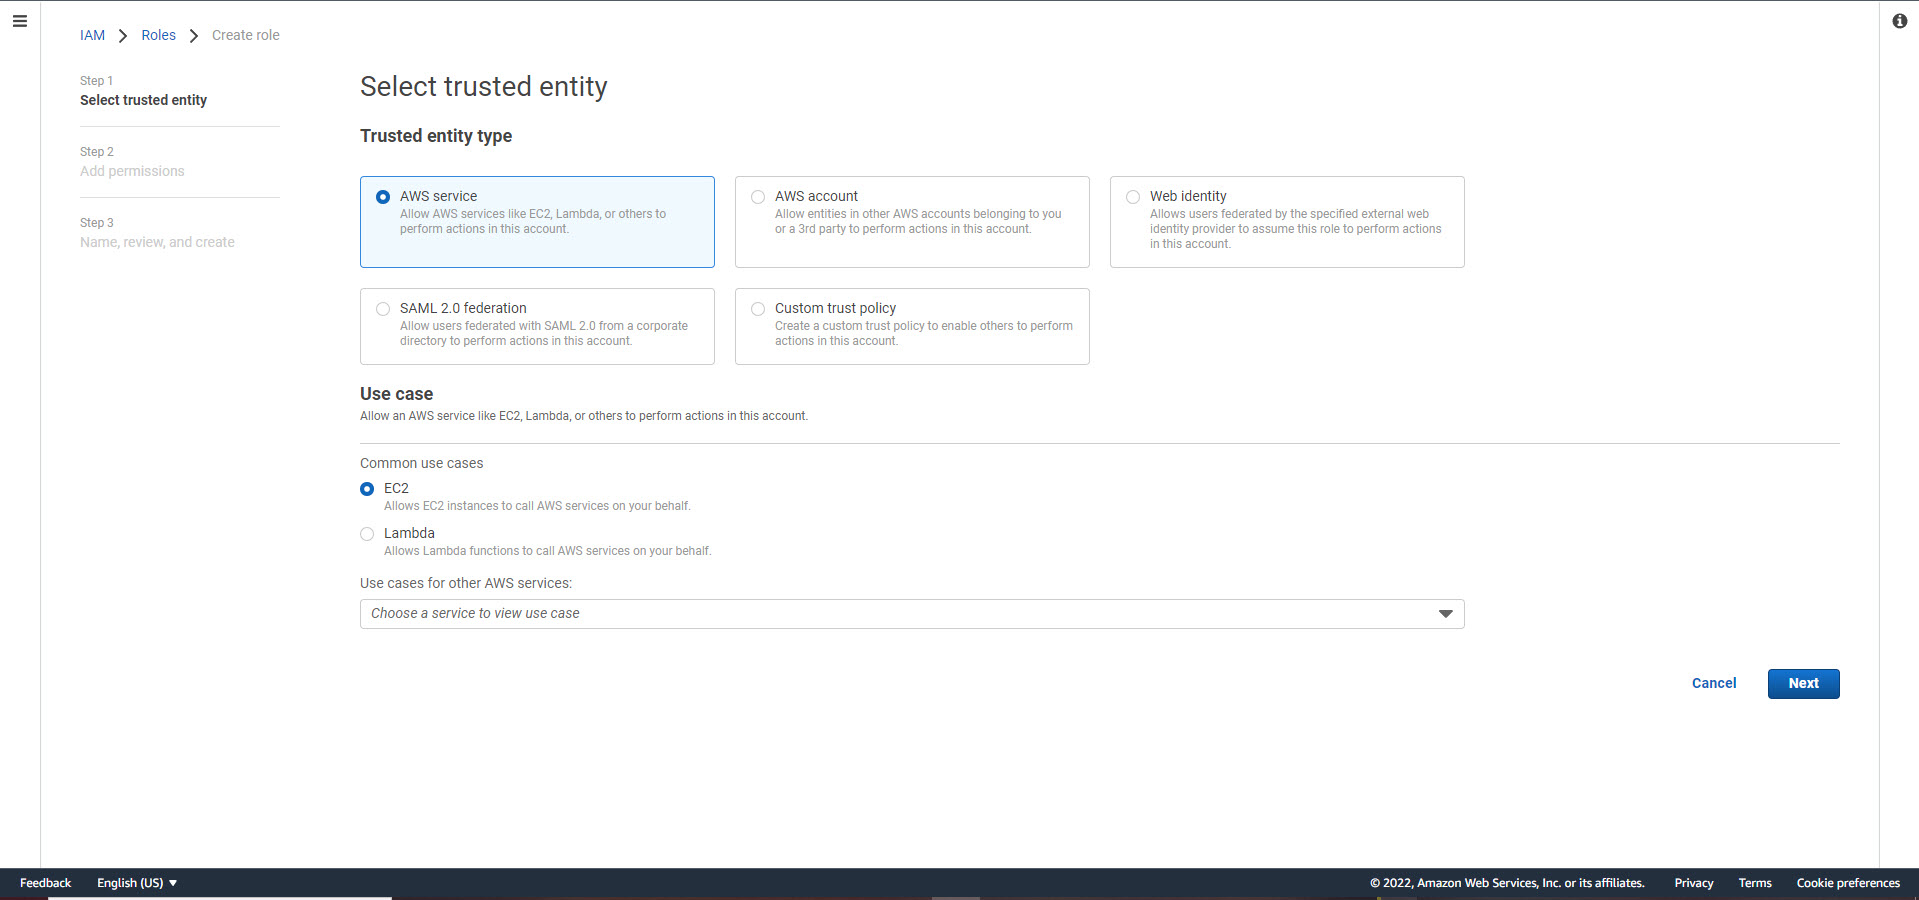 IAM Roles Create role
Step 1
Select trusted entity
Step 2
Add permissions
Step 3
Name, review, and create
Select trusted entity
Trusted entity type
AWS service
Allow AWS services like EC2, Lambda, or others to
perform actions in this account.
AWS account
Allow entities in other AWS accounts belonging to you
or a 3rd party to perform actions in this account.
Web identity
Allows users federated by the specified external web
identity provider to assume this role to perform actions
in this account.
SAML 2.0 federation
Allow users federated with SAML 2.0 from a corporate
directory to perform actions in this account.
Custom trust policy
Create a custom trust policy to enable others to perform
actions in this account.
Use case
Allow an AWS service like EC2, Lambda, or others to perform actions in this account.
Common use cases
EC2
Allows EC2 instances to call AWS services on your behalf.
Lambda
Allows Lambda functions to call AWS services on your behalf.
Use cases for other AWS services:
Choose a service to view use case
Cancel Next
Feedback English (US) © 2022, Amazon Web Services, Inc. or its affiliates. Privacy Terms Cookie preferences